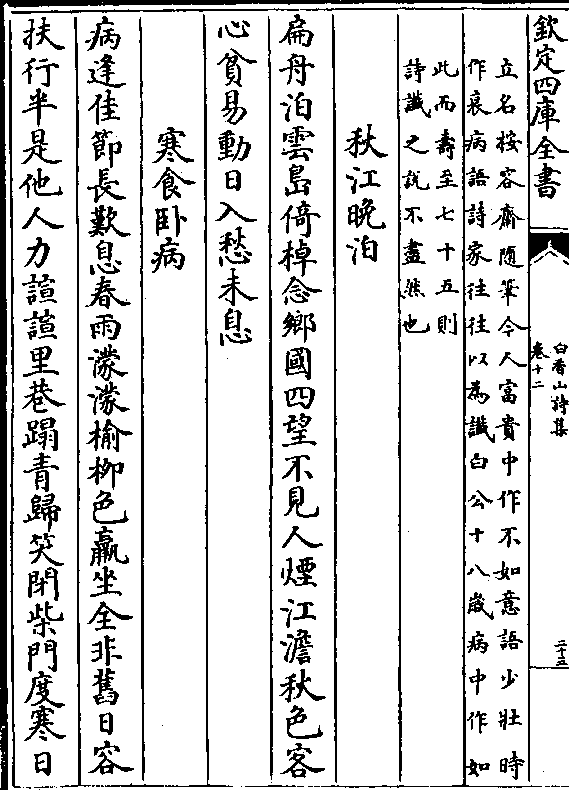 欽定四庫全書
白香山詩集
卷十二
二十五
立名桉容齋隨筆今人富貴中作不如意語少壯時
作衰病語詩家往往以為讖白公十八歲病中作如
此而壽至七十五則
詩讖之説不盡然也
秋江晚泊
扁舟泊雲島倚棹念鄉國四望不見人煙江澹秋色客
心貧易動日入愁未息
寒食卧病
病逢佳節長歎息春雨濛濛榆柳色羸坐全非舊日容
扶行半是他人力諠諠里巷蹋青歸笑閉柴門度寒日